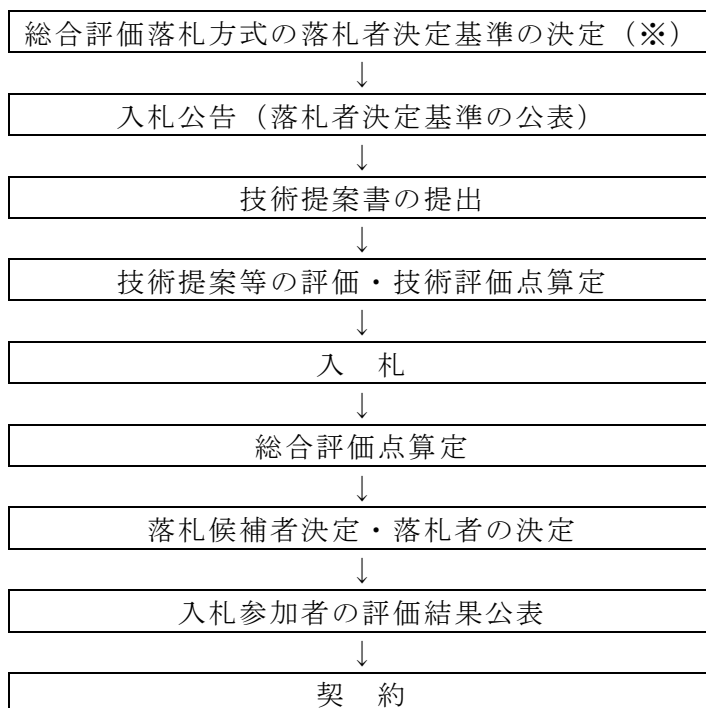 総合評価落札方式の落札者決定基準の決定（※）
↓
入札公告（落札者決定基準の公表）
↓
技術提案書の提出
↓
技術提案等の評価・技術評価点算定
↓
入　札
↓
総合評価点算定
↓
落札候補者決定・落札者の決定
↓
入札参加者の評価結果公表
↓
契　約